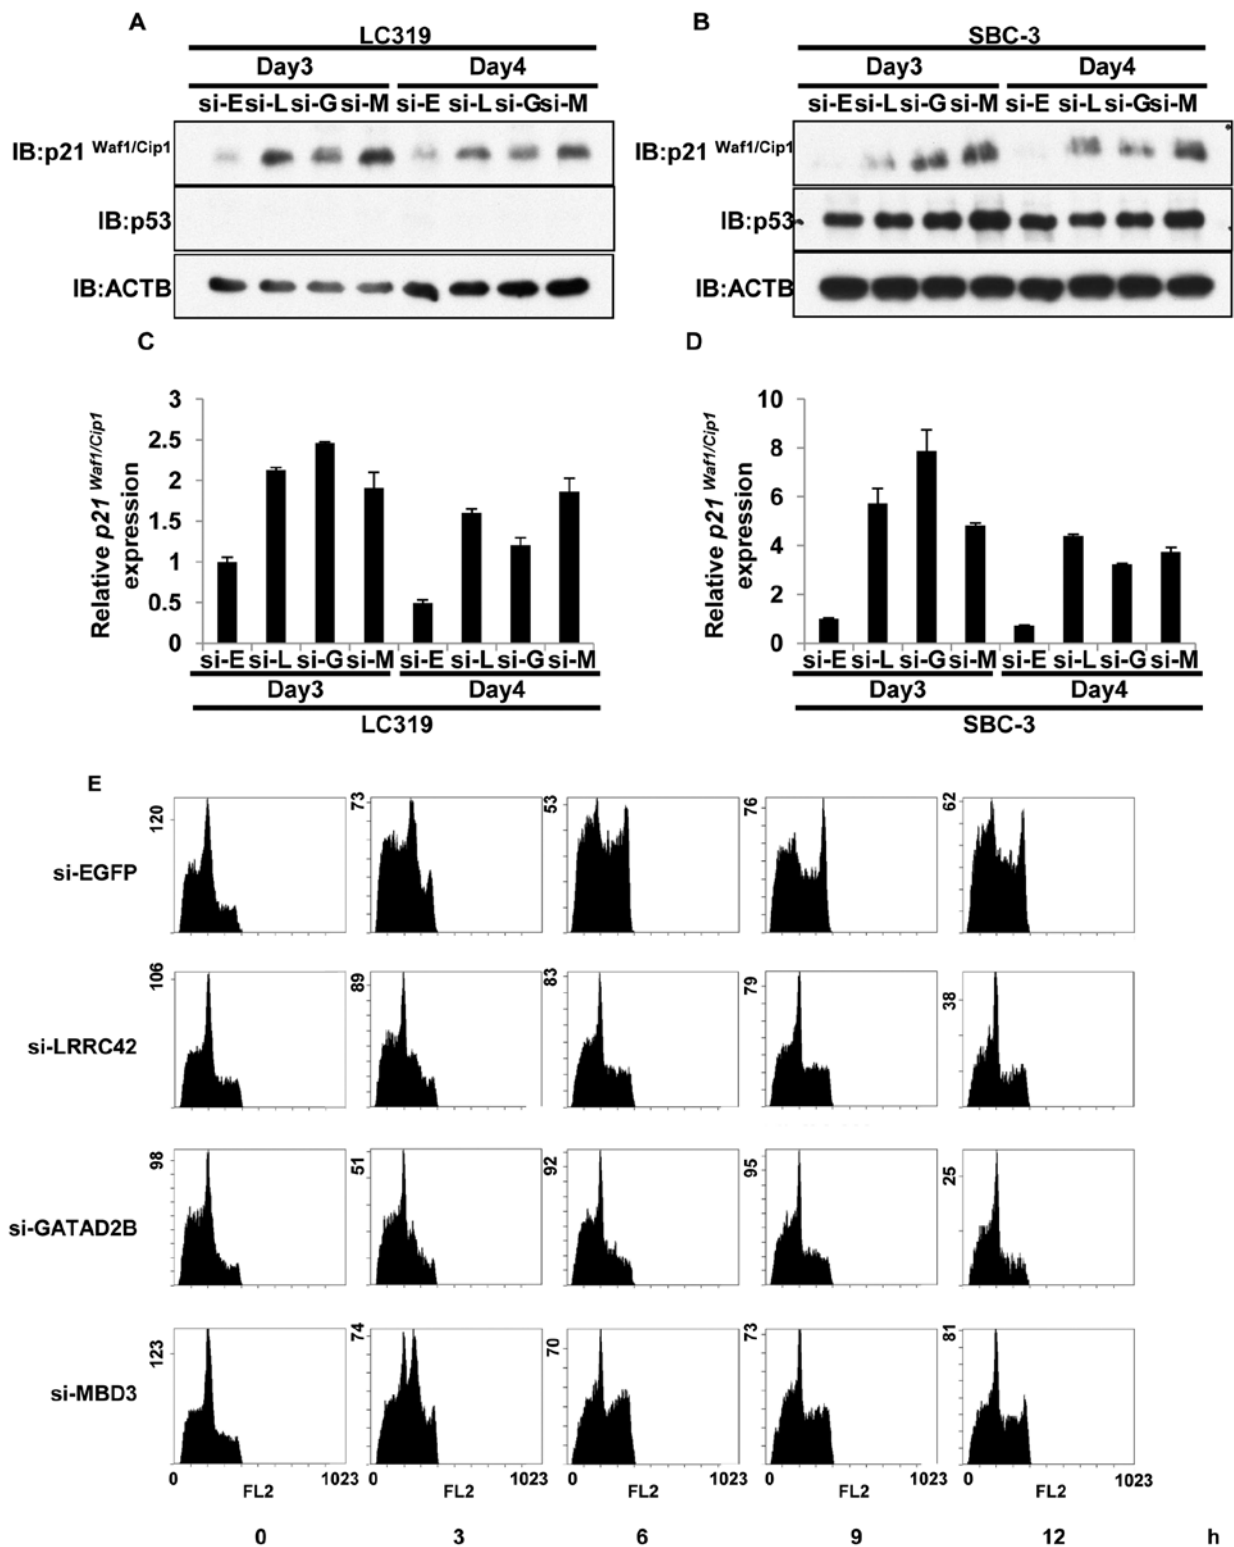 A
LC319
Day3 Day4
si-E si-L si-G si-M si-E si-L si-G si-M
IB:p21 Waf1/Cip1
IB:p53
IB:ACTB
B
SBC-3
Day3 Day4
si-E si-L si-G si-M si-E si-L si-G si-M
IB:p21 Waf1/Cip1
IB:p53
IB:ACTB
C
Relative p21 Waf1/Cip1
expression
3
2.5
2
1.5
1
0.5
0
si-E si-L si-G si-M si-E si-L si-G si-M
Day3 Day4
LC319
D
Relative p21 Waf1/Cip1
expression
10
8
6
4
2
0
si-E si-L si-G si-M si-E si-L si-G si-M
Day3 Day4
SBC-3
E
si-EGFP
120 73 53 76 62
si-LRRC42
106 89 83 79 38
si-GATAD2B
98 51 92 95 25
si-MBD3
123 74 70 73 81
0 1023 0 1023 0 1023 0 1023 0 1023
FL2 FL2 FL2 FL2 FL2
0 3 6 9 12 h